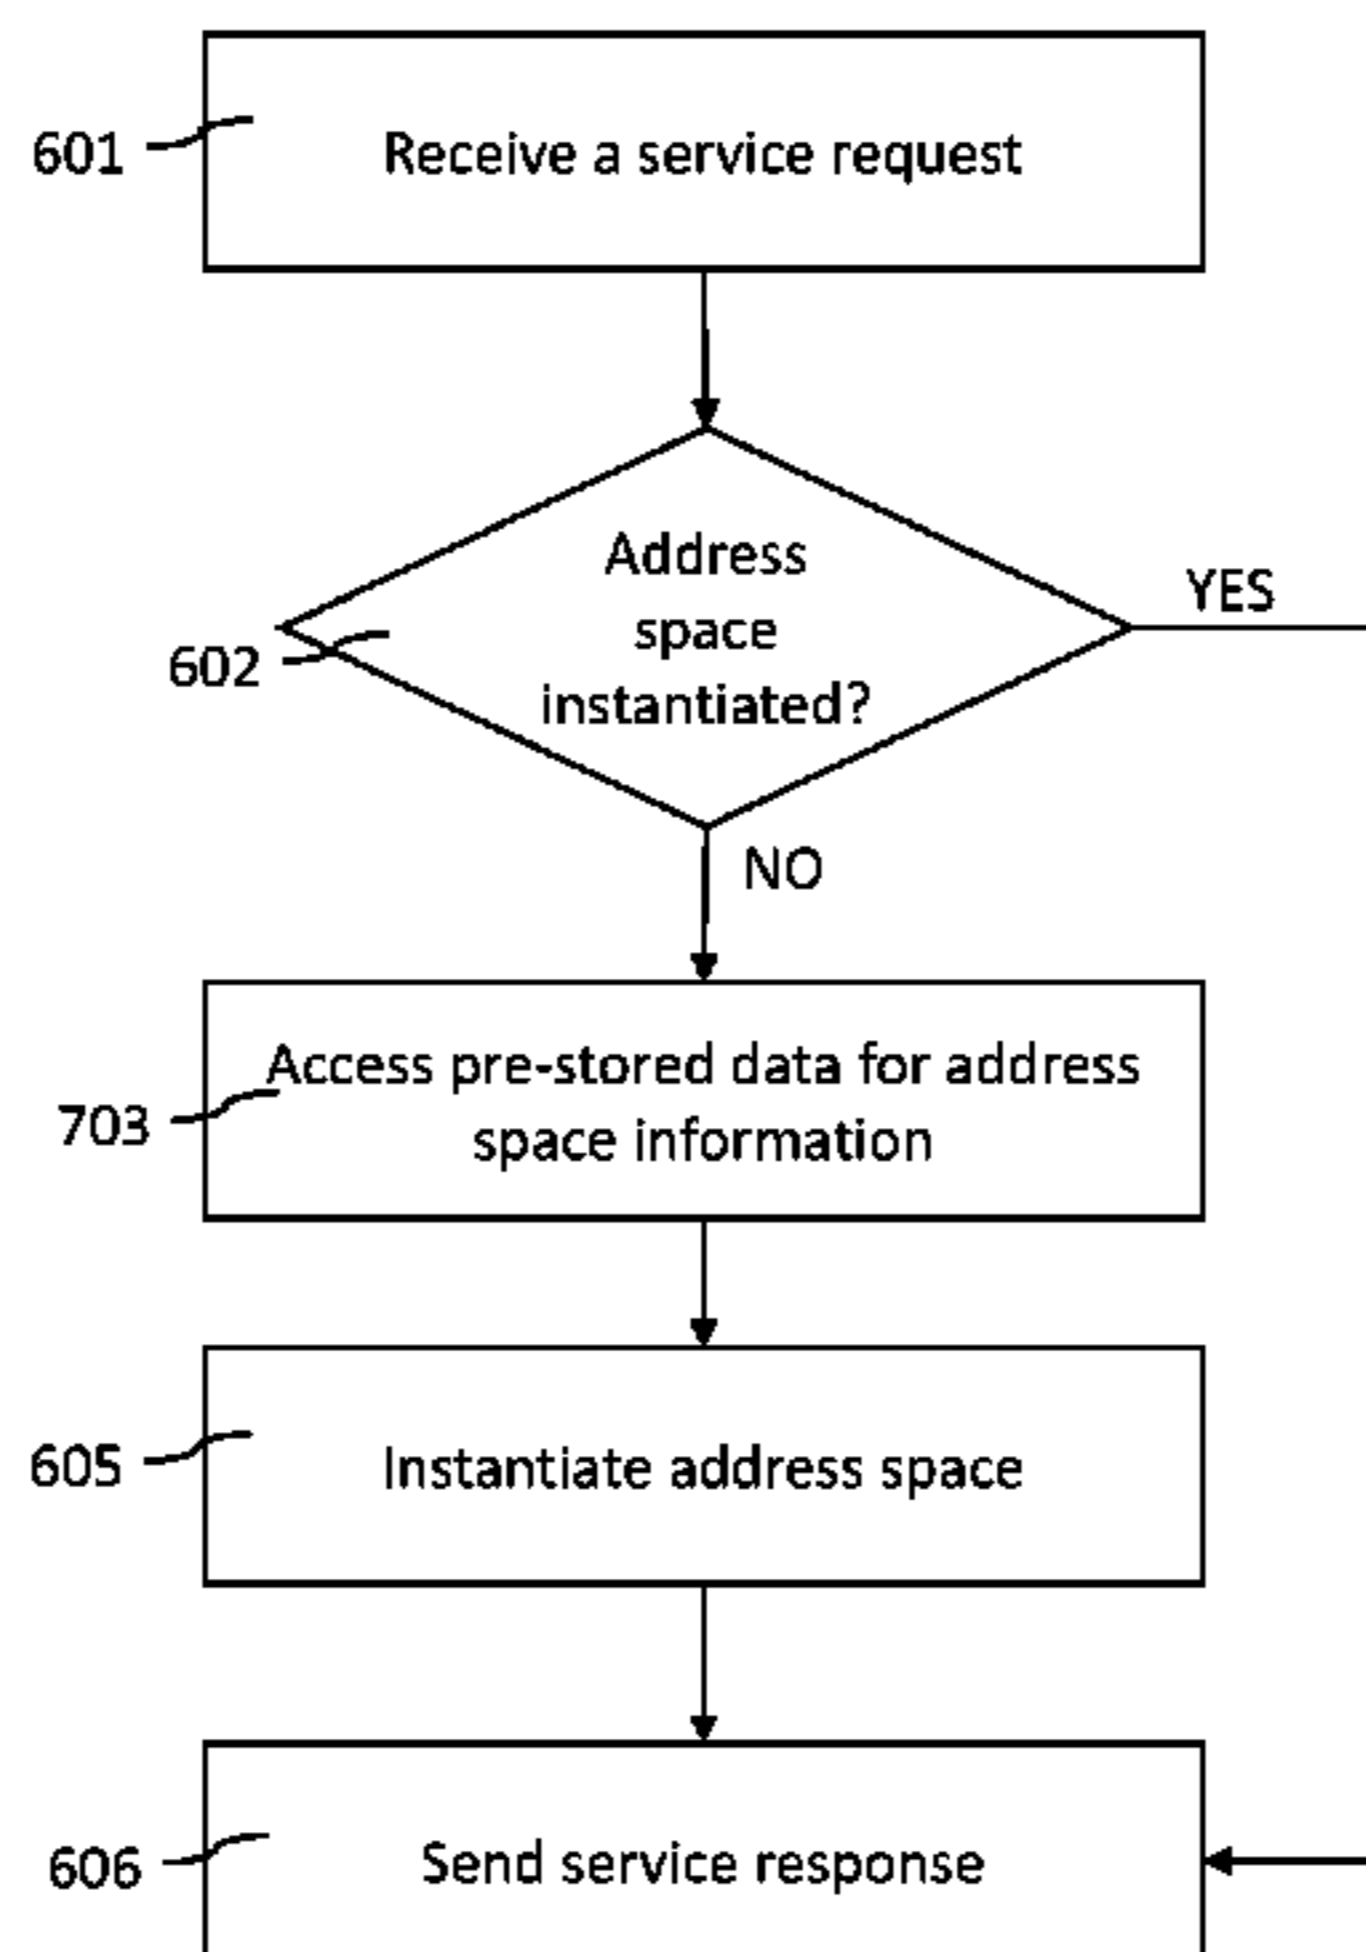 601
Receive a service request
Address
space
instantiated?
602
YES
NO
Access pre-stored data for address
space information
703
605
Instantiate address space
606
Send service response